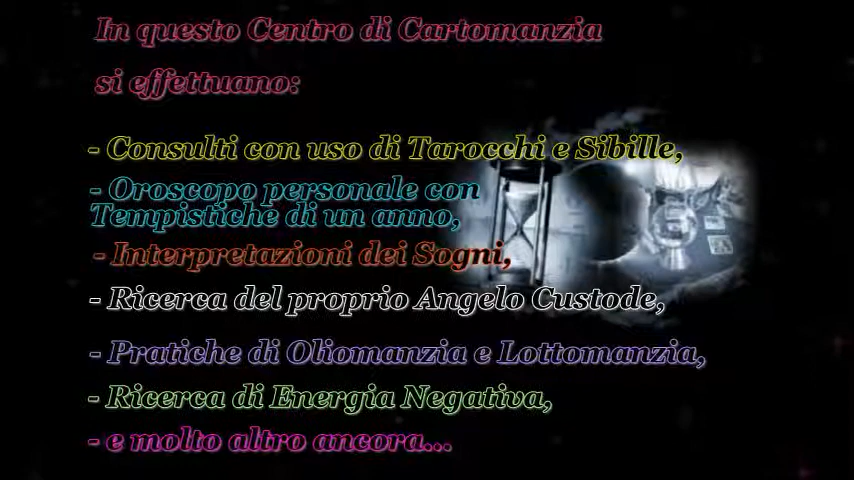 In questo Centro di Cartomanzia
si effettuano:
- Consulti con uso di Tarocchi e Sibille,
- Oroscopo personale con
Tempistiche di un anno,
- Interpretazioni dei Sogni,
- Ricerca del proprio Angelo Custode,
- Pratiche di Oliomanzia e Lottomanzia,
- Ricerca di Energia Negativa,
- e molto altro ancora...